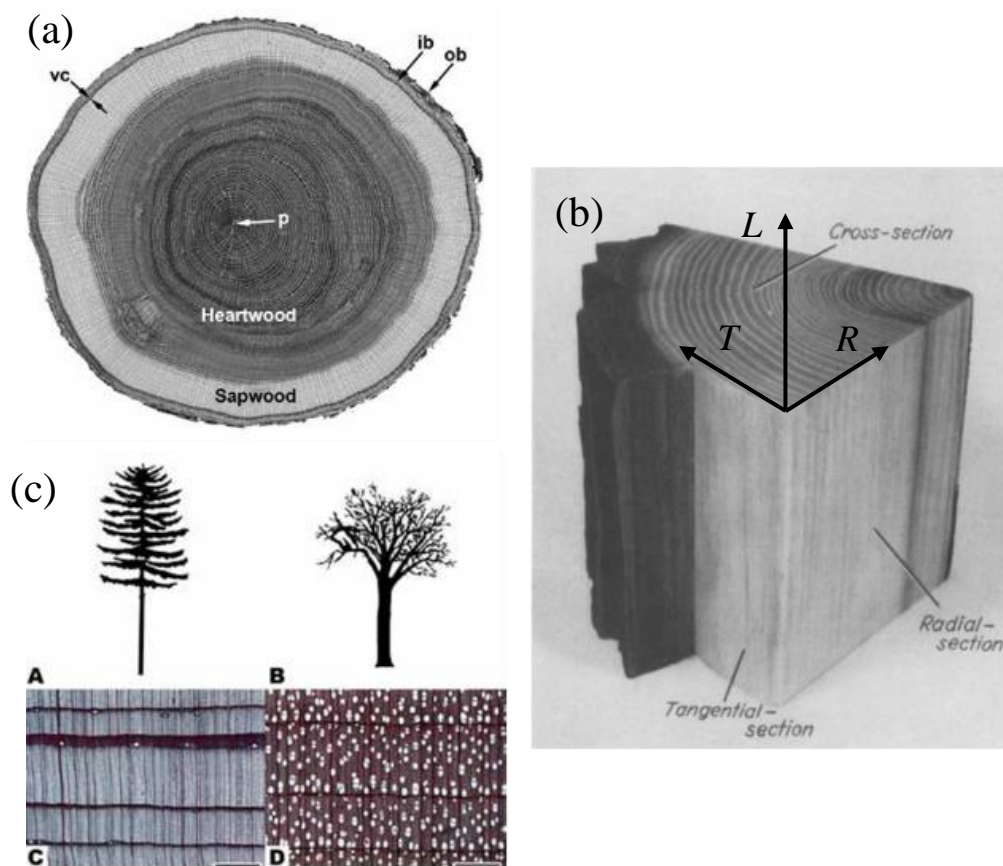 (a)
ib
ob
vc
p
Heartwood
Sapwood
(b)
L
Cross-section
T
R
Radial-
section
Tangential-
section
(c)
A
B
C
D